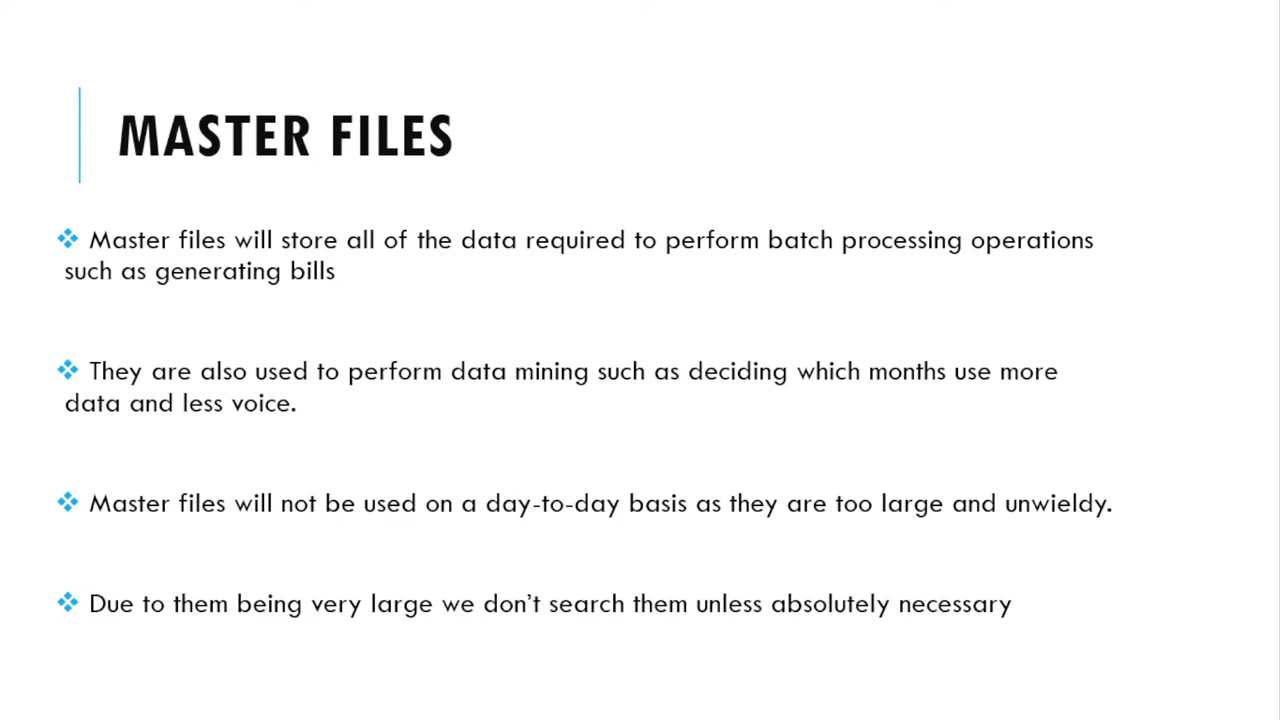 MASTER FILES
Master files will store all of the data required to perform batch processing operations
such as generating bills
They are also used to perform data mining such as deciding which months use more
data and less voice.
Master files will not be used on a day-to-day basis as they are too large and unwieldy.
Due to them being very large we don’t search them unless absolutely necessary